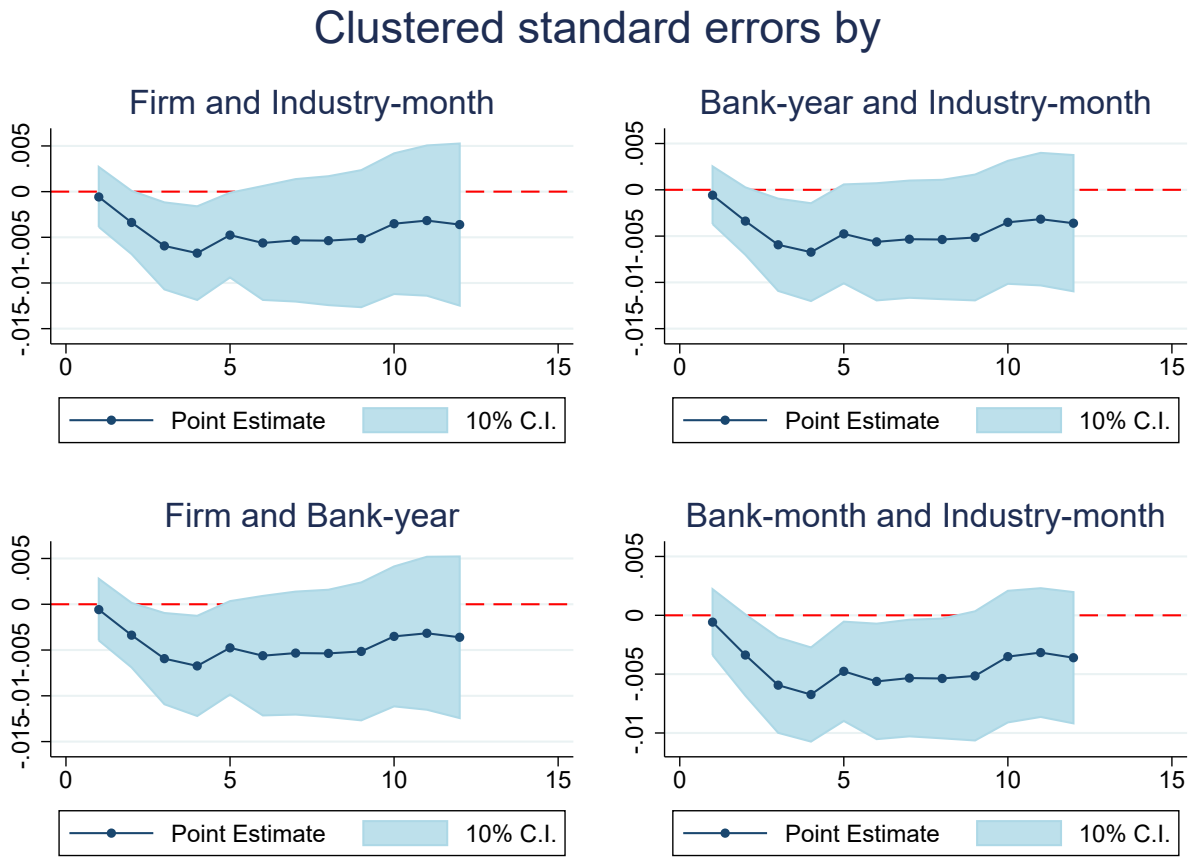 Clustered standard errors by
Firm and Industry-month
.005
0
-.005
-.01
-.015
0 5 10 15
Point Estimate 10% C.I.
Bank-year and Industry-month
.005
0
-.005
-.01
-.015
0 5 10 15
Point Estimate 10% C.I.
Firm and Bank-year
.005
0
-.005
-.01
-.015
0 5 10 15
Point Estimate 10% C.I.
Bank-month and Industry-month
.005
0
-.005
-.01
0 5 10 15
Point Estimate 10% C.I.